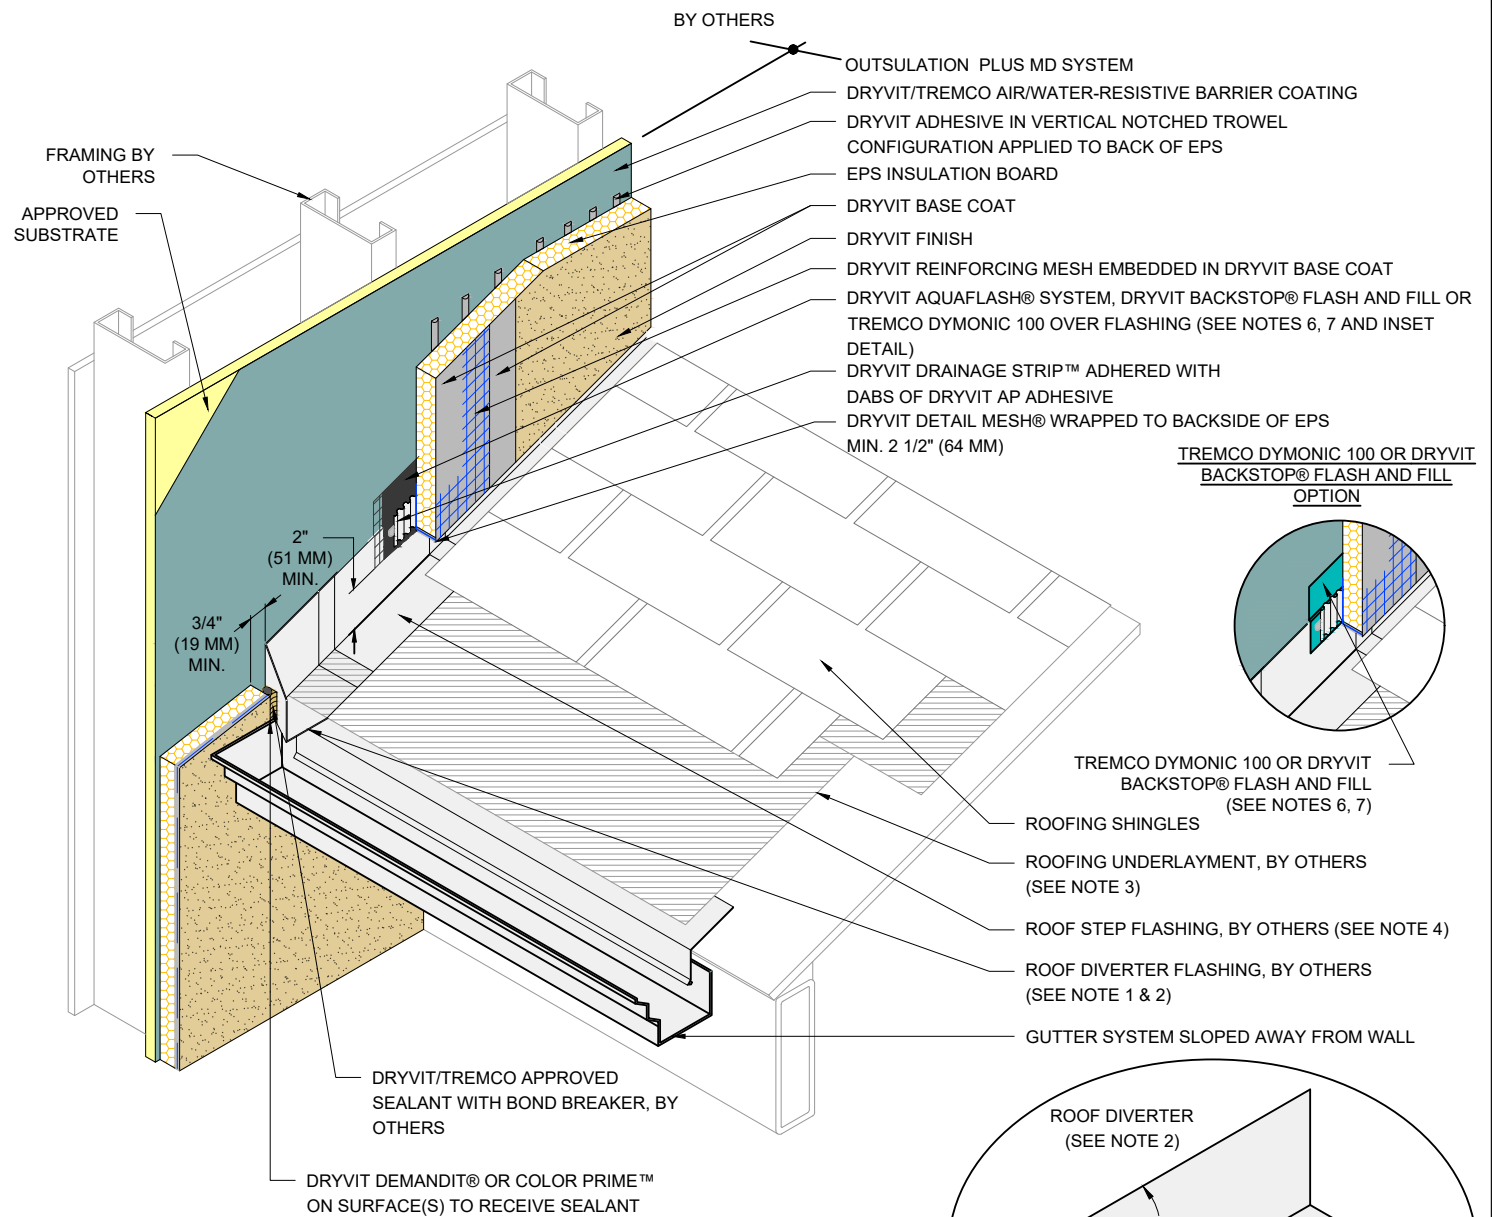 BY OTHERS
OUTSULATION PLUS MD SYSTEM
DRYVIT/TREMCO AIR/WATER-RESISTIVE BARRIER COATING
DRYVIT ADHESIVE IN VERTICAL NOTCHED TROWEL
CONFIGURATION APPLIED TO BACK OF EPS
EPS INSULATION BOARD
DRYVIT BASE COAT
DRYVIT FINISH
DRYVIT REINFORCING MESH EMBEDDED IN DRYVIT BASE COAT
DRYVIT AQUAFLASH® SYSTEM, DRYVIT BACKSTOP® FLASH AND FILL OR
TREMCO DYMONIC 100 OVER FLASHING (SEE NOTES 6, 7 AND INSET
DETAIL)
DRYVIT DRAINAGE STRIP™ ADHERED WITH
DABS OF DRYVIT AP ADHESIVE
DRYVIT DETAIL MESH® WRAPPED TO BACKSIDE OF EPS
MIN. 2 1/2" (64 MM)
FRAMING BY
OTHERS
APPROVED
SUBSTRATE
TREMCO DYMONIC 100 OR DRYVIT
BACKSTOP® FLASH AND FILL
OPTION
2"
(51 MM)
MIN.
3/4"
(19 MM)
MIN.
TREMCO DYMONIC 100 OR DRYVIT
BACKSTOP® FLASH AND FILL
(SEE NOTES 6, 7)
ROOFING SHINGLES
ROOFING UNDERLAYMENT, BY OTHERS
(SEE NOTE 3)
ROOF STEP FLASHING, BY OTHERS (SEE NOTE 4)
ROOF DIVERTER FLASHING, BY OTHERS
(SEE NOTE 1 & 2)
GUTTER SYSTEM SLOPED AWAY FROM WALL
DRYVIT/TREMCO APPROVED
SEALANT WITH BOND BREAKER, BY
OTHERS
DRYVIT DEMANDIT® OR COLOR PRIME™
ON SURFACE(S) TO RECEIVE SEALANT
ROOF DIVERTER
(SEE NOTE 2)